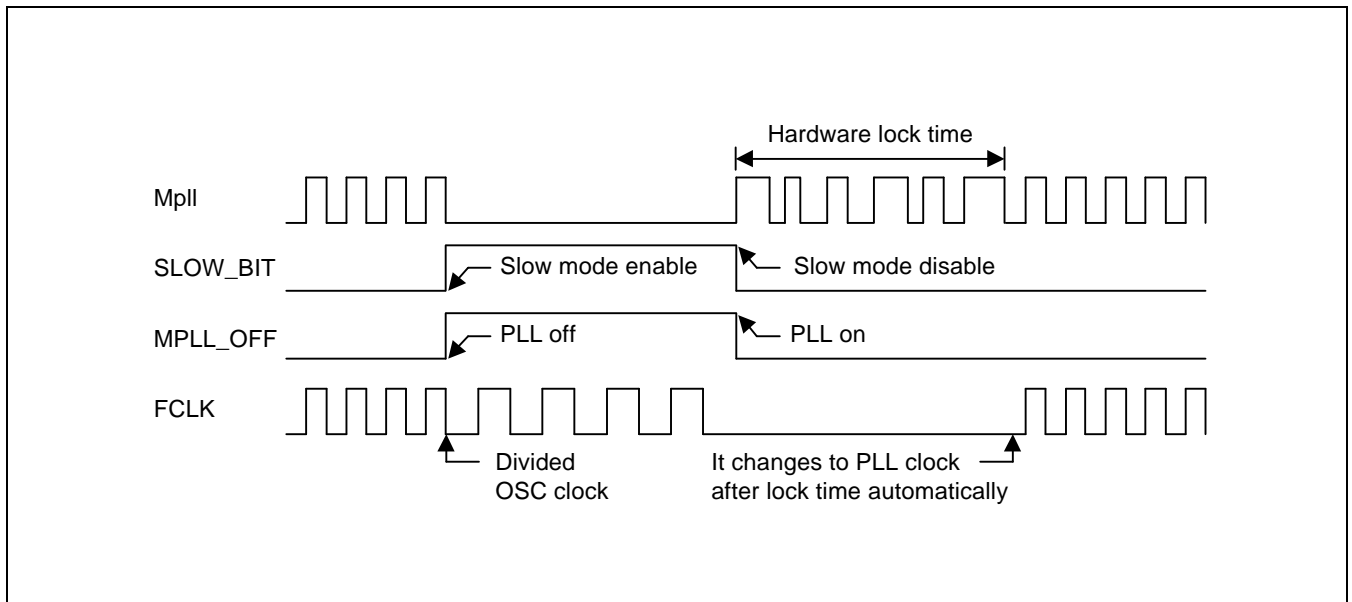 Hardware lock time
Mpll
SLOW_BIT
Slow mode enable
Slow mode disable
MPLL_OFF
PLL off
PLL on
FCLK
Divided
OSC clock
It changes to PLL clock
after lock time automatically